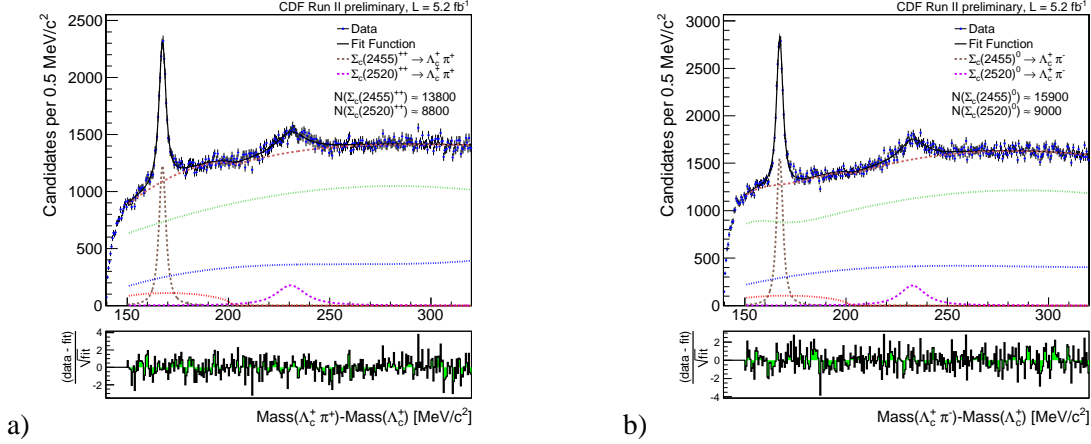 CDF Run II preliminary, L = 5.2 fb⁻¹
Candidates per 0.5 MeV/c²
2500
2000
1500
1000
500
0
Data
Fit Function
Σc(2455)⁺⁺ → Λc⁺ π⁺
Σc(2520)⁺⁺ → Λc⁺ π⁺
N(Σc(2455)⁺⁺) ≈ 13800
N(Σc(2520)⁺⁺) ≈ 8800
150 200 250 300
(data - fit)
√fit
4
2
0
-2
Mass(Λc⁺ π⁺)-Mass(Λc⁺) [MeV/c²]
a)
CDF Run II preliminary, L = 5.2 fb⁻¹
Candidates per 0.5 MeV/c²
3000
2500
2000
1500
1000
500
0
Data
Fit Function
Σc(2455)⁰ → Λc⁺ π⁻
Σc(2520)⁰ → Λc⁺ π⁻
N(Σc(2455)⁰) ≈ 15900
N(Σc(2520)⁰) ≈ 9000
150 200 250 300
(data - fit)
√fit
4
2
0
-2
-4
Mass(Λc⁺ π⁻)-Mass(Λc⁺) [MeV/c²]
b)